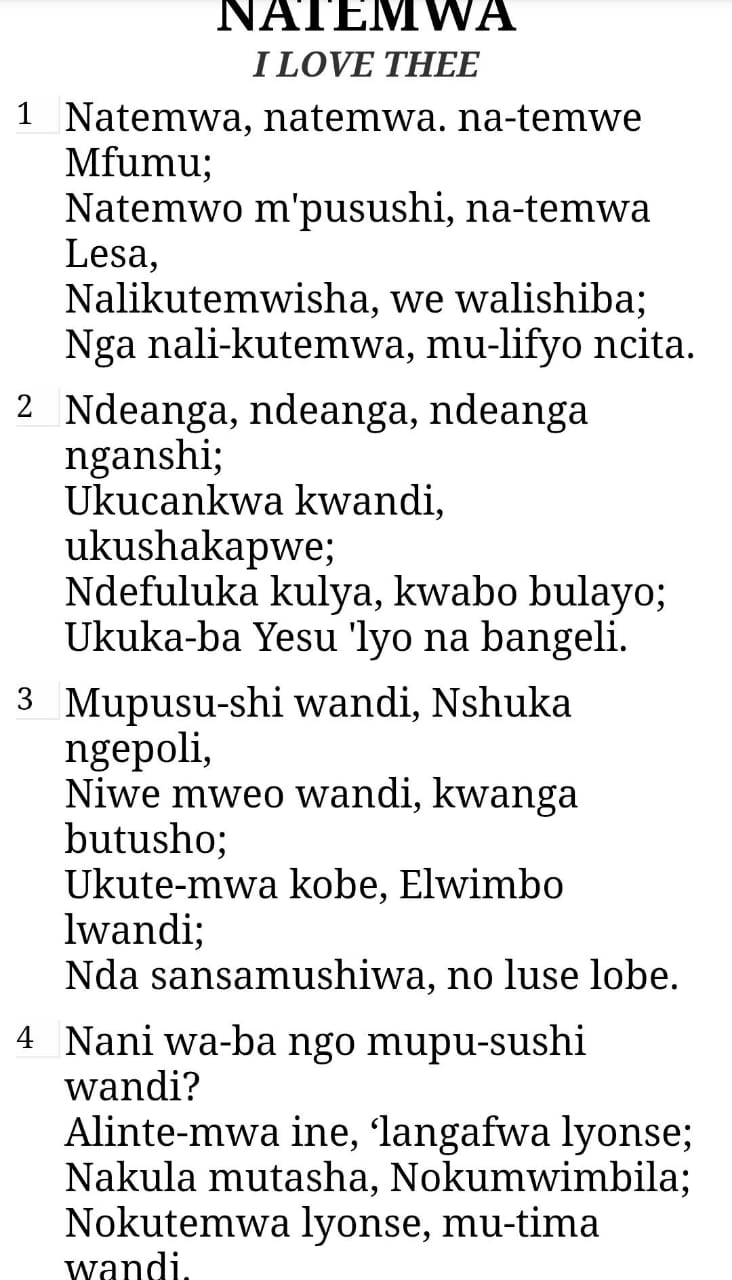 NATEMWA
I LOVE THEE
1 Natemwa, natemwa. na-temwe
Mfumu;
Natemwo m'pusushi, na-temwa
Lesa,
Nalikutemwisha, we walishiba;
Nga nali-kutemwa, mu-lifyo ncita.
2 Ndeanga, ndeanga, ndeanga
nganshi;
Ukucankwa kwandi,
ukushakapwe;
Ndefuluka kulya, kwabo bulayo;
Ukuka-ba Yesu 'lyo na bangeli.
3 Mupusu-shi wandi, Nshuka
ngepoli,
Niwe mweo wandi, kwanga
butusho;
Ukute-mwa kobe, Elwimbo
lwandi;
Nda sansamushiwa, no luse lobe.
4 Nani wa-ba ngo mupu-sushi
wandi?
Alinte-mwa ine, ‘langafwa lyonse;
Nakula mutasha, Nokumwimbila;
Nokutemwa lyonse, mu-tima
wandi.